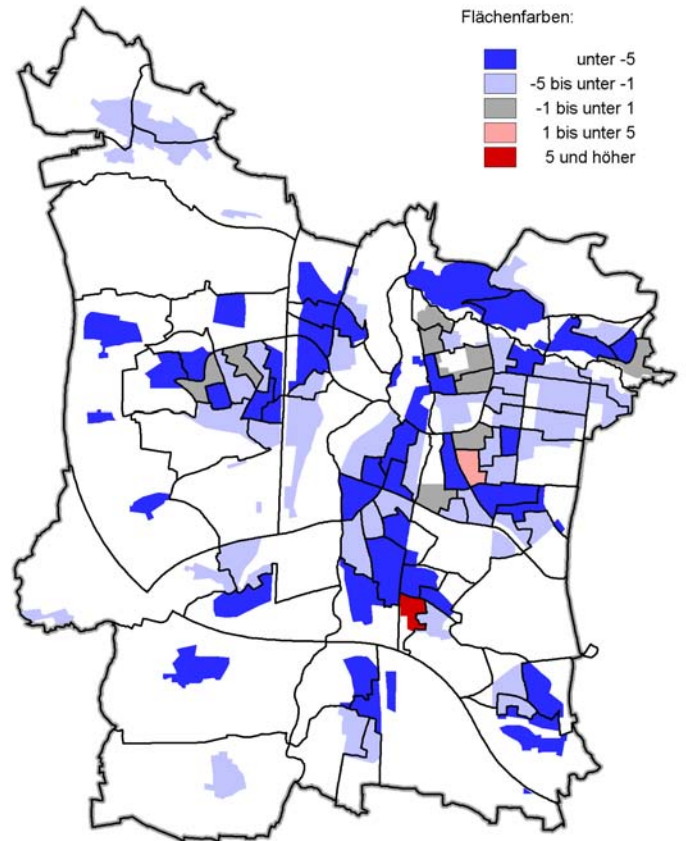 Flächenfarben:
unter -5
-5 bis unter -1
-1 bis unter 1
1 bis unter 5
5 und höher